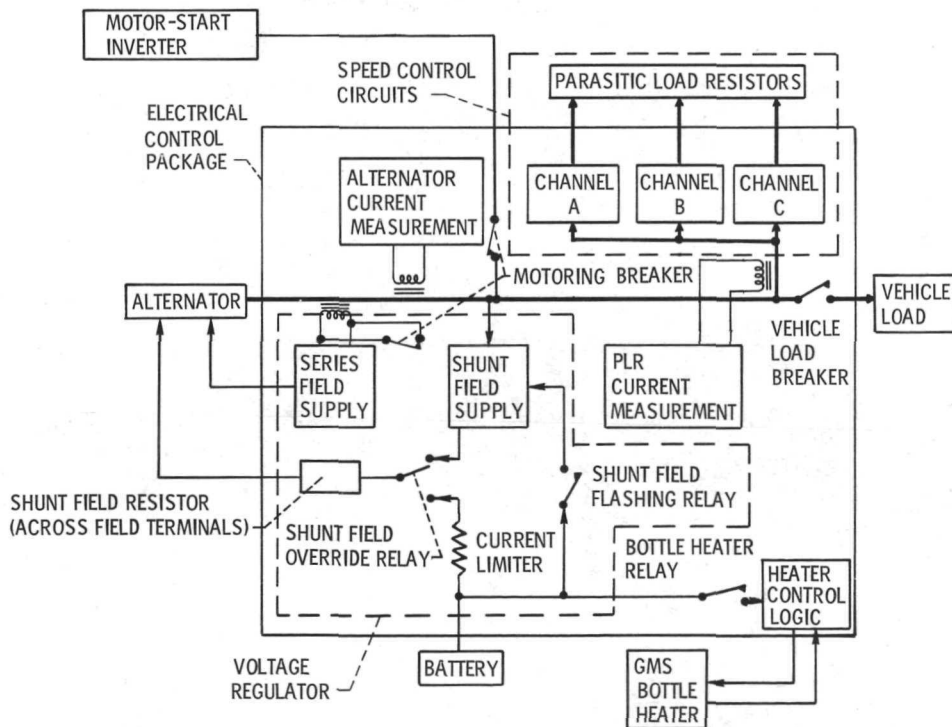 MOTOR-START
INVERTER
SPEED CONTROL
CIRCUITS
PARASITIC LOAD RESISTORS
ELECTRICAL
CONTROL
PACKAGE
ALTERNATOR
CURRENT
MEASUREMENT
CHANNEL
A
CHANNEL
B
CHANNEL
C
MOTORING BREAKER
ALTERNATOR
VEHICLE
LOAD
VEHICLE
LOAD
BREAKER
SERIES
FIELD
SUPPLY
SHUNT
FIELD
SUPPLY
PLR
CURRENT
MEASUREMENT
SHUNT FIELD RESISTOR
(ACROSS FIELD TERMINALS)
SHUNT FIELD
OVERRIDE RELAY
CURRENT
LIMITER
SHUNT FIELD
FLASHING RELAY
BOTTLE HEATER
RELAY
HEATER
CONTROL
LOGIC
VOLTAGE
REGULATOR
BATTERY
GMS
BOTTLE
HEATER